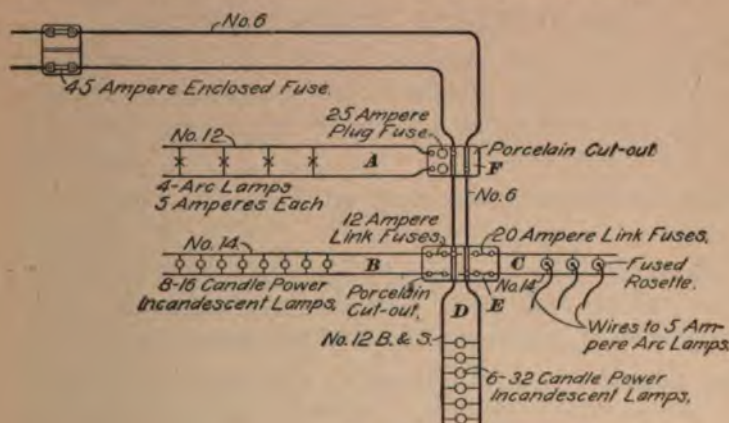 No. 6
45 Ampere Enclosed Fuse.
25 Ampere
Plug Fuse.
No. 12
Porcelain Cut-out
A
F
4-Arc Lamps
5 Amperes Each
No. 6
12 Ampere
Link Fuses,
20 Ampere Link Fuses,
No. 14
B
C
Fused
Rosette.
8-16 Candle Power
Incandescent Lamps,
Porcelain
Cut-out,
E
No. 14
D
Wires to 5 Am-
pere Arc Lamps.
No. 12 B. & S.
6-32 Candle Power
Incandescent Lamps,